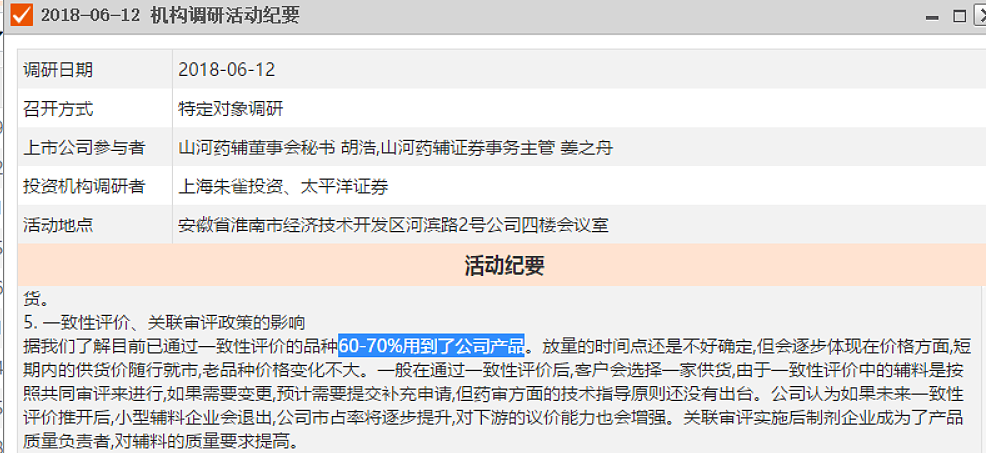 2018-06-12 机构调研活动纪要
调研日期 2018-06-12
召开方式 特定对象调研
上市公司参与者 山河药辅董事会秘书 胡浩,山河药辅证券事务主管 姜之舟
投资机构调研者 上海朱雀投资、太平洋证券
活动地点 安徽省淮南市经济技术开发区河滨路2号公司四楼会议室
活动纪要
货。
5. 一致性评价、关联审评政策的影响
据我们了解目前已通过一致性评价的品种60-70%用到了公司产品。放量的时间点还是不好确定,但会逐步体现在价格方面,短
期内的供货价随行就市,老品种价格变化不大。一般在通过一致性评价后,客户会选择一家供货,由于一致性评价中的辅料是按
照共同审评来进行,如果需要变更,预计需要提交补充申请,但药审方面的技术指导原则还没有出台。公司认为如果未来一致性
评价推开后,小型辅料企业会退出,公司市占率将逐步提升,对下游的议价能力也会增强。关联审评实施后制剂企业成为了产品
质量负责者,对辅料的质量要求提高。